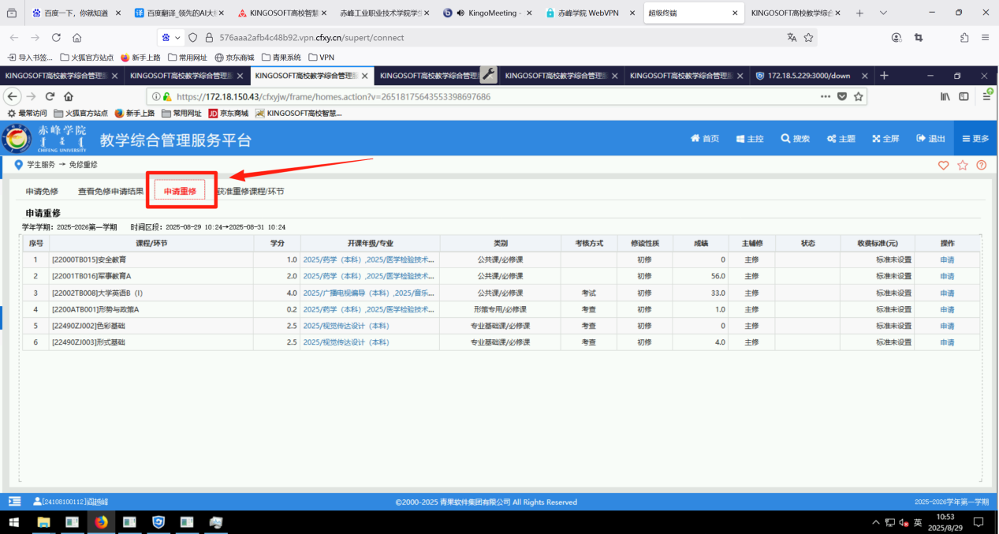 百度一下，你就知道
百度翻译_领先的AI大
KINGOSOFT高校智慧
赤峰工业职业技术学院学
KingoMeeting -
赤峰学院 WebVPN
超级终端
KINGOSOFT高校教学综合
576aaa2afb4c48b92.vpn.cfxy.cn/supert/connect
导入书签... 火狐官方站点 新手上路 常用网址 京东商城 青果系统 VPN
KINGOSOFT高校教学综合管理
KINGOSOFT高校教学综合管理
KINGOSOFT高校教学综合管理
KINGOSOFT高校教学综合管理
KINGOSOFT高校教学综合管理
KINGOSOFT高校教学综合管理
172.18.5.229:3000/down
https://172.18.150.43/cfxyjw/frame/homes.action?v=26518175643553398697686
最常访问 火狐官方站点 新手上路 常用网址 JD 京东商城 KINGOSOFT高校智慧...
赤峰学院
CHIFENG UNIVERSITY
教学综合管理服务平台
首页 主控 搜索 主题 全屏 退出 更多
学生服务 → 免修重修
申请免修 查看免修申请结果 申请重修 获准重修课程/环节
申请重修
学年学期：2025-2026第一学期 时间区段：2025-08-29 10:24→2025-08-31 10:24
序号 课程/环节 学分 开课年级/专业 类别 考核方式 修读性质 成绩 主辅修 状态 收费标准(元) 操作
1 [22000TB015]安全教育 1.0 2025/药学（本科）,2025/医学检验技术... 公共课/必修课 初修 0 主修 标准未设置 申请
2 [22001TB016]军事教育A 2.0 2025/药学（本科）,2025/医学检验技术... 公共课/必修课 初修 56.0 主修 标准未设置 申请
3 [22002TB008]大学英语B（I） 4.0 2025/广播电视编导（本科）,2025/音乐... 公共课/必修课 考试 初修 33.0 主修 标准未设置 申请
4 [2200ATB001]形势与政策A 0.2 2025/药学（本科）,2025/医学检验技术... 形策专用/必修课 考查 初修 1.0 主修 标准未设置 申请
5 [22490ZJ002]色彩基础 2.5 2025/视觉传达设计（本科） 专业基础课/必修课 考查 初修 0 主修 标准未设置 申请
6 [22490ZJ003]形式基础 2.5 2025/视觉传达设计（本科） 专业基础课/必修课 考查 初修 4.0 主修 标准未设置 申请
[24108100112]阎越峰 ©2000-2025 青果软件集团有限公司 All Rights Reserved 2025-2026学年第一学期
英
10:53
2025/8/29